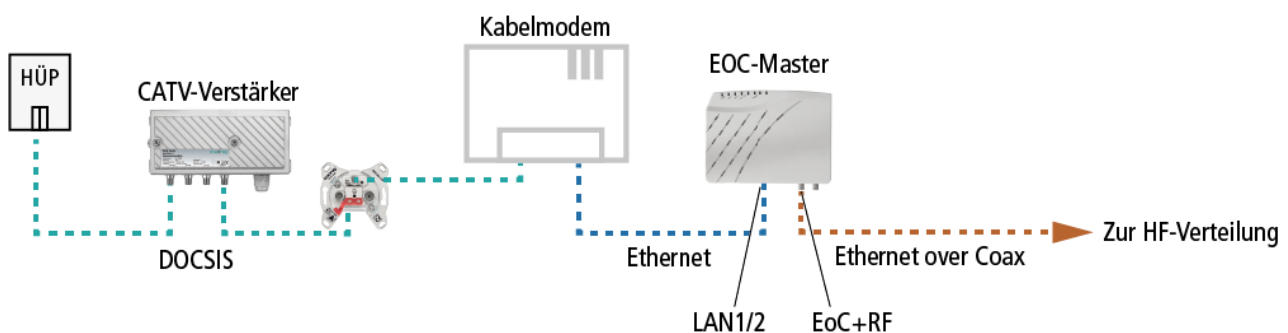 Kabelmodem
EOC-Master
HÜP
CATV-Verstärker
Zur HF-Verteilung
DOCSIS
Ethernet
Ethernet over Coax
LAN1/2
EoC+RF